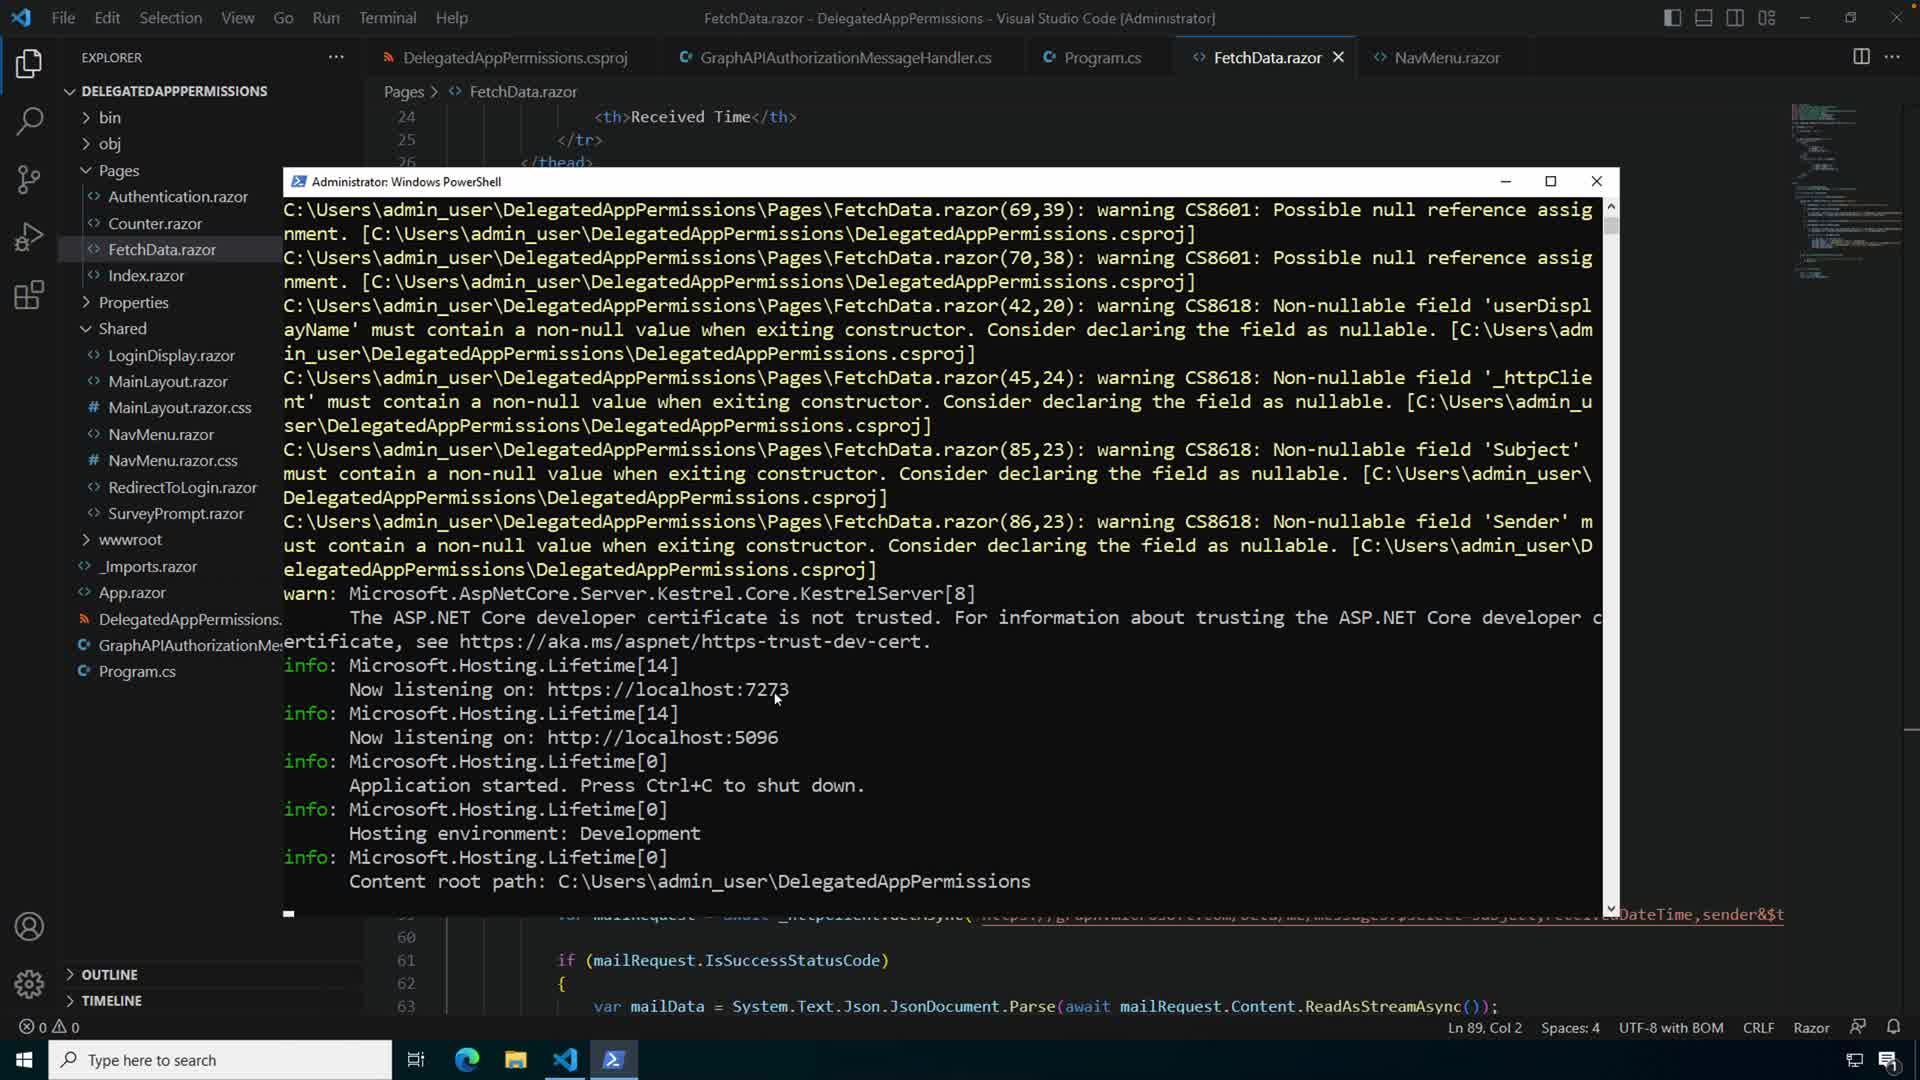 File Edit Selection View Go Run Terminal Help
FetchData.razor - DelegatedAppPermissions - Visual Studio Code [Administrator]
EXPLORER
DelegatedAppPermissions.csproj
GraphAPIAuthorizationMessageHandler.cs
Program.cs
FetchData.razor
NavMenu.razor
DELEGATEDAPPPERMISSIONS
bin
obj
Pages
Authentication.razor
Counter.razor
FetchData.razor
Index.razor
Properties
Shared
LoginDisplay.razor
MainLayout.razor
MainLayout.razor.css
NavMenu.razor
NavMenu.razor.css
RedirectToLogin.razor
SurveyPrompt.razor
wwwroot
_Imports.razor
App.razor
DelegatedAppPermissions.
GraphAPIAuthorizationMes
Program.cs
OUTLINE
TIMELINE
Pages > FetchData.razor
24 <th>Received Time</th>
25 </tr>
26 </thead>
Administrator: Windows PowerShell
C:\Users\admin_user\DelegatedAppPermissions\Pages\FetchData.razor(69,39): warning CS8601: Possible null reference assig
nment. [C:\Users\admin_user\DelegatedAppPermissions\DelegatedAppPermissions.csproj]
C:\Users\admin_user\DelegatedAppPermissions\Pages\FetchData.razor(70,38): warning CS8601: Possible null reference assig
nment. [C:\Users\admin_user\DelegatedAppPermissions\DelegatedAppPermissions.csproj]
C:\Users\admin_user\DelegatedAppPermissions\Pages\FetchData.razor(42,20): warning CS8618: Non-nullable field 'userDispl
ayName' must contain a non-null value when exiting constructor. Consider declaring the field as nullable. [C:\Users\adm
in_user\DelegatedAppPermissions\DelegatedAppPermissions.csproj]
C:\Users\admin_user\DelegatedAppPermissions\Pages\FetchData.razor(45,24): warning CS8618: Non-nullable field '_httpClie
nt' must contain a non-null value when exiting constructor. Consider declaring the field as nullable. [C:\Users\admin_u
ser\DelegatedAppPermissions\DelegatedAppPermissions.csproj]
C:\Users\admin_user\DelegatedAppPermissions\Pages\FetchData.razor(85,23): warning CS8618: Non-nullable field 'Subject'
must contain a non-null value when exiting constructor. Consider declaring the field as nullable. [C:\Users\admin_user\
DelegatedAppPermissions\DelegatedAppPermissions.csproj]
C:\Users\admin_user\DelegatedAppPermissions\Pages\FetchData.razor(86,23): warning CS8618: Non-nullable field 'Sender' m
ust contain a non-null value when exiting constructor. Consider declaring the field as nullable. [C:\Users\admin_user\D
elegatedAppPermissions\DelegatedAppPermissions.csproj]
warn: Microsoft.AspNetCore.Server.Kestrel.Core.KestrelServer[8]
The ASP.NET Core developer certificate is not trusted. For information about trusting the ASP.NET Core developer c
ertificate, see https://aka.ms/aspnet/https-trust-dev-cert.
info: Microsoft.Hosting.Lifetime[14]
Now listening on: https://localhost:7273
info: Microsoft.Hosting.Lifetime[14]
Now listening on: http://localhost:5096
info: Microsoft.Hosting.Lifetime[0]
Application started. Press Ctrl+C to shut down.
info: Microsoft.Hosting.Lifetime[0]
Hosting environment: Development
info: Microsoft.Hosting.Lifetime[0]
Content root path: C:\Users\admin_user\DelegatedAppPermissions
DateTime,sender&$t
60
61 if (mailRequest.IsSuccessStatusCode)
62 {
63 var mailData = System.Text.Json.JsonDocument.Parse(await mailRequest.Content.ReadAsStreamAsync());
0 0
Ln 89, Col 2 Spaces: 4 UTF-8 with BOM CRLF Razor
Type here to search
1